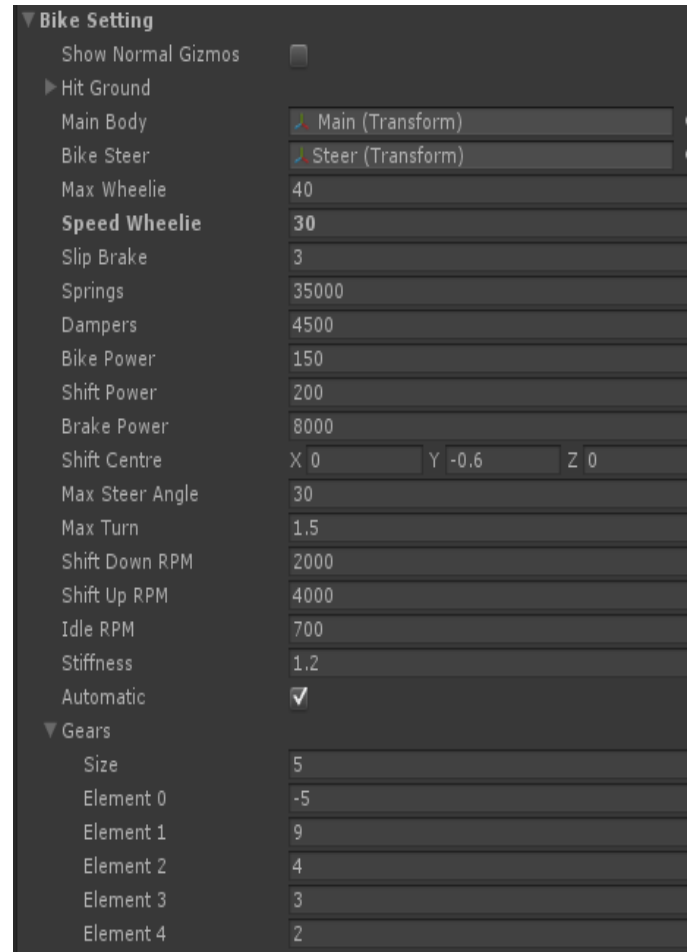 Bike Setting
Show Normal Gizmos
Hit Ground
Main Body Main (Transform)
Bike Steer Steer (Transform)
Max Wheelie 40
Speed Wheelie 30
Slip Brake 3
Springs 35000
Dampers 4500
Bike Power 150
Shift Power 200
Brake Power 8000
Shift Centre X 0 Y -0.6 Z 0
Max Steer Angle 30
Max Turn 1.5
Shift Down RPM 2000
Shift Up RPM 4000
Idle RPM 700
Stiffness 1.2
Automatic
Gears
Size 5
Element 0 -5
Element 1 9
Element 2 4
Element 3 3
Element 4 2